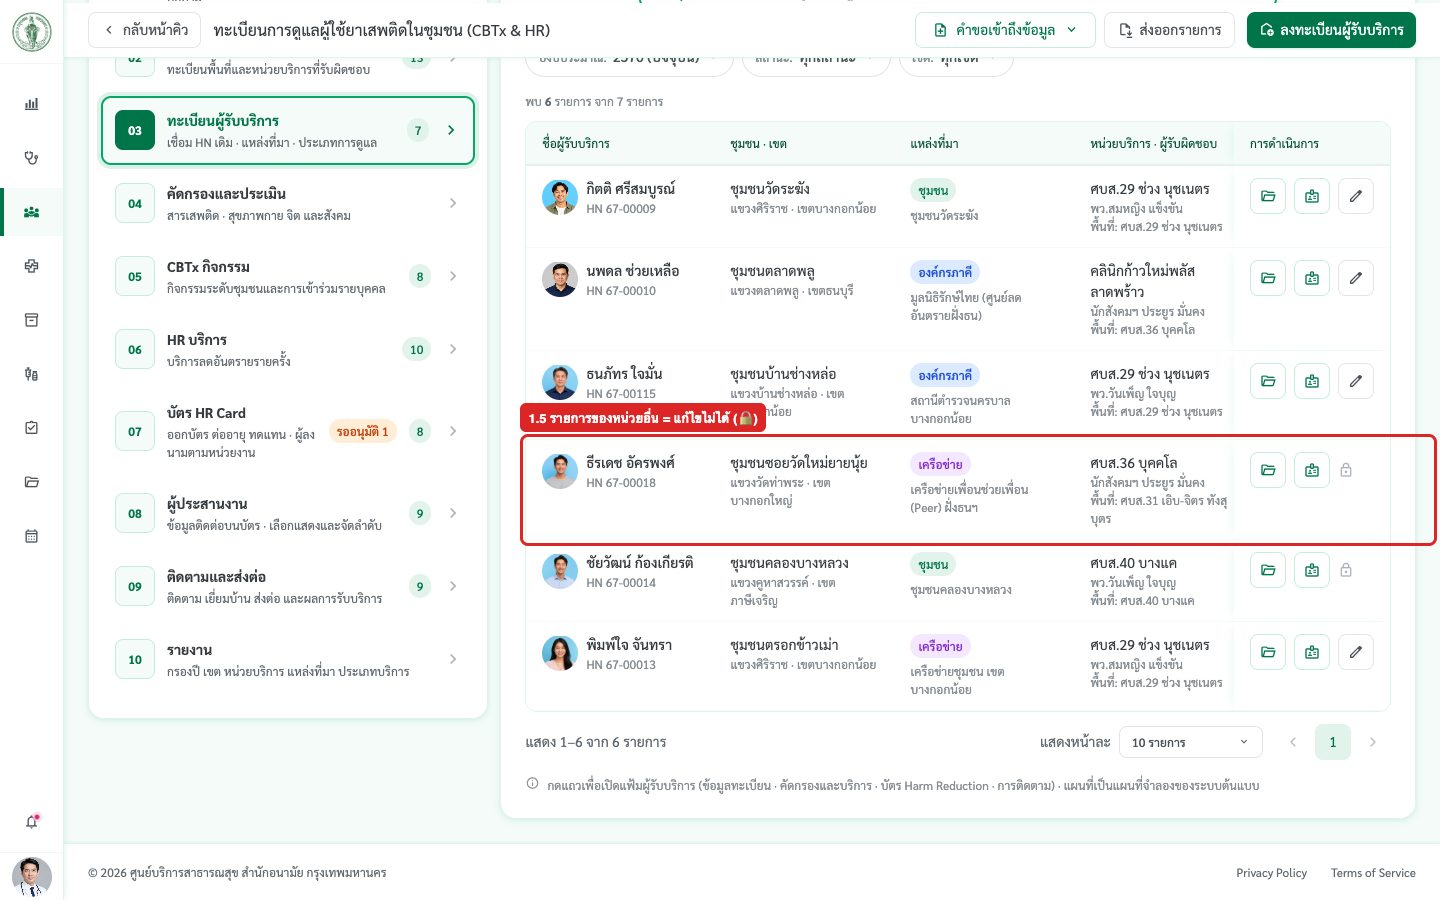 กลับหน้าคิว
ทะเบียนการดูแลผู้ใช้ยาเสพติดในชุมชน (CBTx & HR)
คำขอเข้าถึงข้อมูล
ส่งออกรายการ
ลงทะเบียนผู้รับบริการ
ทะเบียนพื้นที่และหน่วยบริการที่รับผิดชอบ
03
ทะเบียนผู้รับบริการ
เชื่อม HN เดิม · แหล่งที่มา · ประเภทการดูแล
7
04
คัดกรองและประเมิน
สารเสพติด · สุขภาพกาย จิต และสังคม
05
CBTx กิจกรรม
กิจกรรมระดับชุมชนและการเข้าร่วมรายบุคคล
8
06
HR บริการ
บริการลดอันตรายรายครั้ง
10
07
บัตร HR Card
ออกบัตร ต่ออายุ ทดแทน · ผู้ลง
นามตามหน่วยงาน
รออนุมัติ 1
8
08
ผู้ประสานงาน
ข้อมูลติดต่อบนบัตร · เลือกแสดงและจัดลำดับ
9
09
ติดตามและส่งต่อ
ติดตาม เยี่ยมบ้าน ส่งต่อ และผลการรับบริการ
9
10
รายงาน
กรองปี เขต หน่วยบริการ แหล่งที่มา ประเภทบริการ
พบ 6 รายการ จาก 7 รายการ
ชื่อผู้รับบริการ
ชุมชน · เขต
แหล่งที่มา
หน่วยบริการ · ผู้รับผิดชอบ
การดำเนินการ
กิตติ ศรีสมบูรณ์
HN 67-00009
ชุมชนวัดระฆัง
แขวงศิริราช · เขตบางกอกน้อย
ชุมชน
ชุมชนวัดระฆัง
ศบส.29 ช่วง นุชเนตร
พว.สมหญิง แข็งขัน
พื้นที่: ศบส.29 ช่วง นุชเนตร
นพดล ช่วยเหลือ
HN 67-00010
ชุมชนตลาดพลู
แขวงตลาดพลู · เขตธนบุรี
องค์กรภาคี
มูลนิธิรักษ์ไทย (ศูนย์ลด
อันตรายฝั่งธน)
คลินิกก้าวใหม่พลัส
ลาดพร้าว
นักสังคมฯ ประยูร มั่นคง
พื้นที่: ศบส.36 บุคคโล
ธนภัทร ใจมั่น
HN 67-00115
ชุมชนบ้านช่างหล่อ
แขวงบ้านช่างหล่อ · เขต
องค์กรภาคี
สถานีตำรวจนครบาล
บางกอกน้อย
ศบส.29 ช่วง นุชเนตร
พว.วันเพ็ญ ใจบุญ
พื้นที่: ศบส.29 ช่วง นุชเนตร
1.5 รายการของหน่วยอื่น = แก้ไขไม่ได้ (🔒)
ธีรเดช อัครพงศ์
HN 67-00018
ชุมชนซอยวัดใหม่ยายนุ้ย
แขวงวัดท่าพระ · เขต
บางกอกใหญ่
เครือข่าย
เครือข่ายเพื่อนช่วยเพื่อน
(Peer) ฝั่งธนฯ
ศบส.36 บุคคโล
นักสังคมฯ ประยูร มั่นคง
พื้นที่: ศบส.31 เอิบ-จิตร ทังสุ
บุตร
ชัยวัฒน์ ก้องเกียรติ
HN 67-00014
ชุมชนคลองบางหลวง
แขวงคูหาสวรรค์ · เขต
ภาษีเจริญ
ชุมชน
ชุมชนคลองบางหลวง
ศบส.40 บางแค
พว.วันเพ็ญ ใจบุญ
พื้นที่: ศบส.40 บางแค
พิมพ์ใจ จันทรา
HN 67-00013
ชุมชนตรอกข้าวเม่า
แขวงศิริราช · เขตบางกอกน้อย
เครือข่าย
เครือข่ายชุมชน เขต
บางกอกน้อย
ศบส.29 ช่วง นุชเนตร
พว.สมหญิง แข็งขัน
พื้นที่: ศบส.29 ช่วง นุชเนตร
แสดง 1–6 จาก 6 รายการ
แสดงหน้าละ
10 รายการ
1
กดแถวเพื่อเปิดแฟ้มผู้รับบริการ (ข้อมูลทะเบียน · คัดกรองและบริการ · บัตร Harm Reduction · การติดตาม) · แผนที่เป็นแผนที่จำลองของระบบต้นแบบ
© 2026 ศูนย์บริการสาธารณสุข สำนักอนามัย กรุงเทพมหานคร
Privacy Policy
Terms of Service